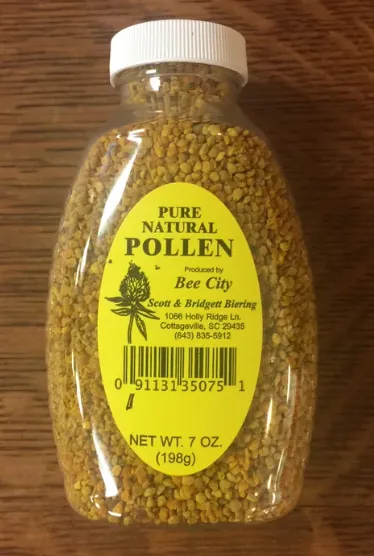 PURE
NATURAL
POLLEN
Produced by
Bee City
Scott & Bridgett Biering
1066 Holly Ridge Ln.
Cottageville, SC 29435
(843) 835-5912
0 91131 35075 1
NET WT. 7 OZ.
(198g)